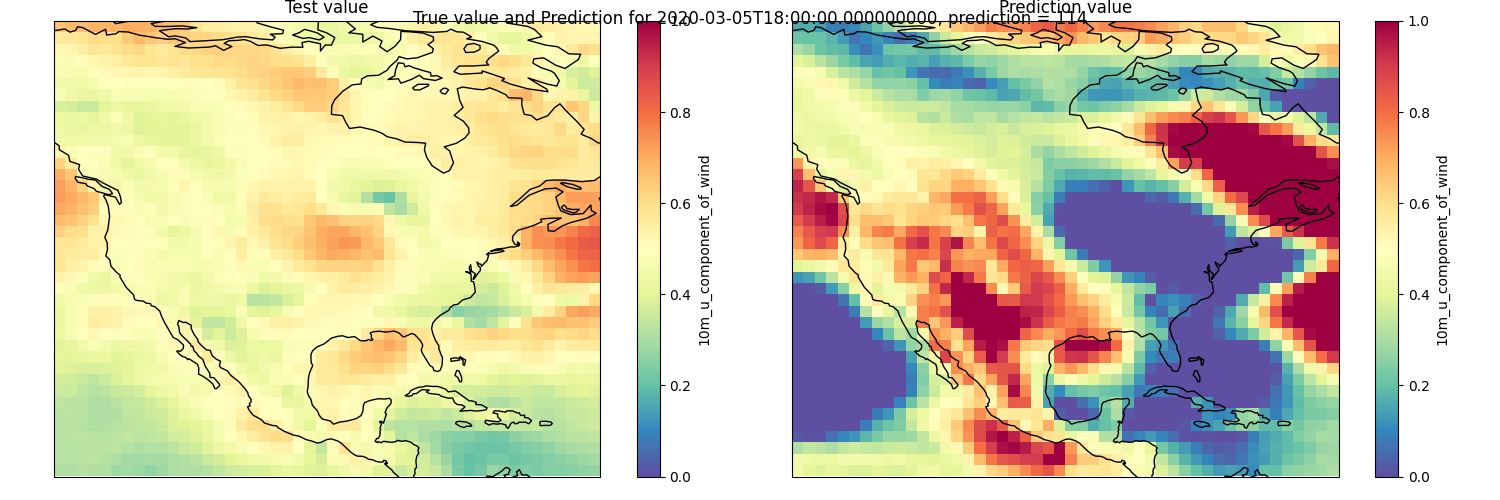 Test value
Prediction value
True value and Prediction for 2020-03-05T18:00:00.000000000, prediction = 114
1.0
0.8
0.6
0.4
0.2
0.0
10m_u_component_of_wind
1.0
0.8
0.6
0.4
0.2
0.0
10m_u_component_of_wind